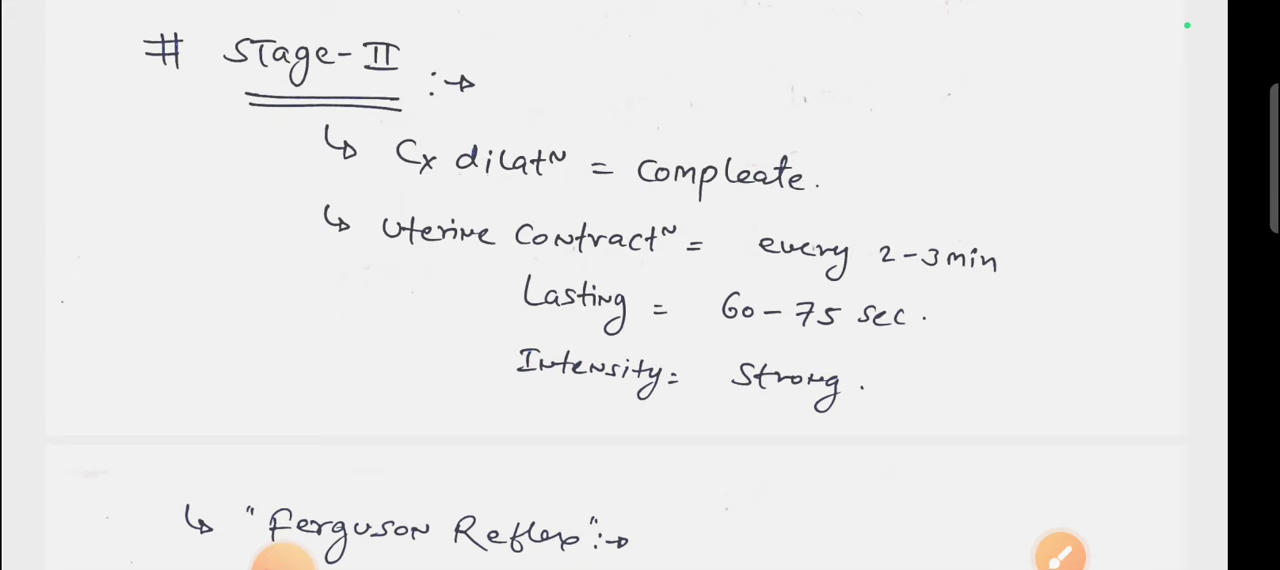 # Stage-II :→
↳ Cx dilatⁿ = Compleate.
↳ Uterine Contractⁿ = every 2-3 min
Lasting = 60-75 sec.
Intensity = Strong.
↳ "Ferguson Reflex" :→